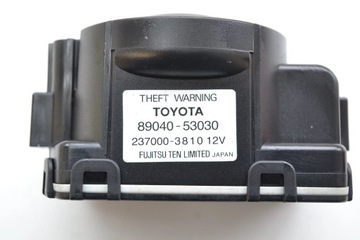 THEFT WARNING
TOYOTA
89040-53030
237000-3810 12V
FUJITSU TEN LIMITED JAPAN